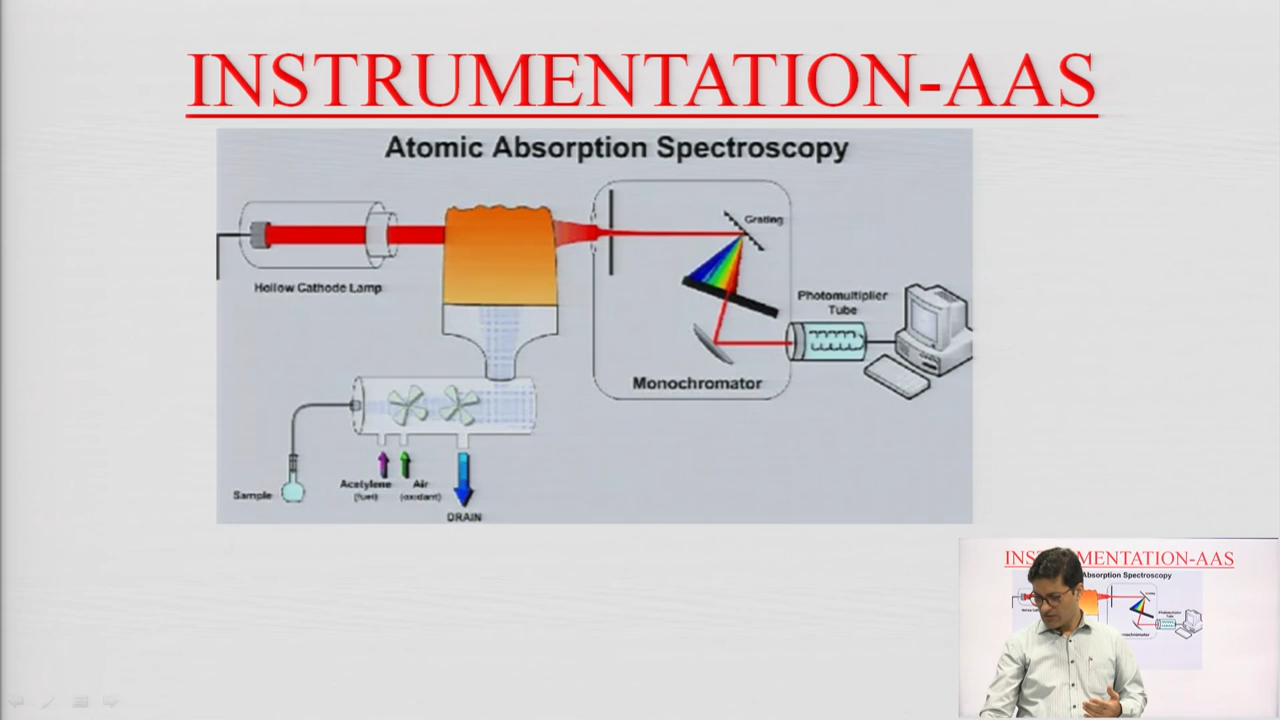 INSTRUMENTATION-AAS
Atomic Absorption Spectroscopy
Grating
Hollow Cathode Lamp
Photomultiplier
Tube
Monochromator
Acetylene
(fuel)
Air
(oxidant)
Sample
DRAIN
INSTRUMENTATION-AAS
Absorption Spectroscopy